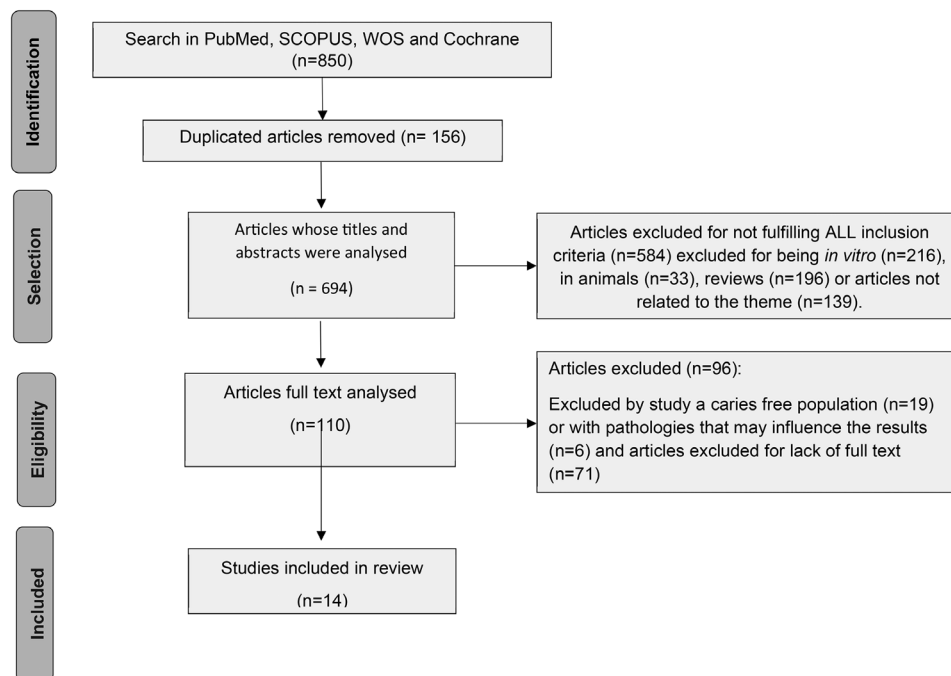 Identification
Search in PubMed, SCOPUS, WOS and Cochrane
(n=850)
Duplicated articles removed (n= 156)
Selection
Articles whose titles and
abstracts were analysed
(n = 694)
Articles excluded for not fulfilling ALL inclusion
criteria (n=584) excluded for being in vitro (n=216),
in animals (n=33), reviews (n=196) or articles not
related to the theme (n=139).
Eligibility
Articles full text analysed
(n=110)
Articles excluded (n=96):
Excluded by study a caries free population (n=19)
or with pathologies that may influence the results
(n=6) and articles excluded for lack of full text
(n=71)
Included
Studies included in review
(n=14)